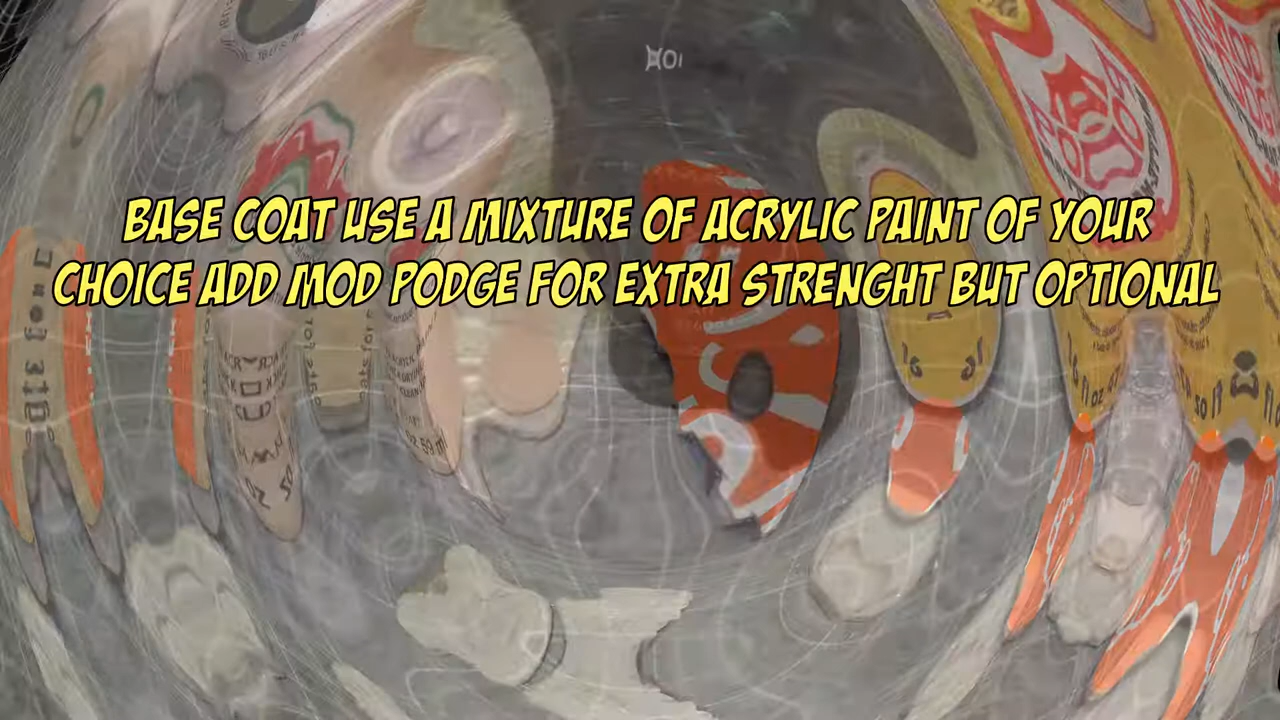 BASE COAT USE A MIXTURE OF ACRYLIC PAINT OF YOUR
CHOICE ADD MOD PODGE FOR EXTRA STRENGHT BUT OPTIONAL